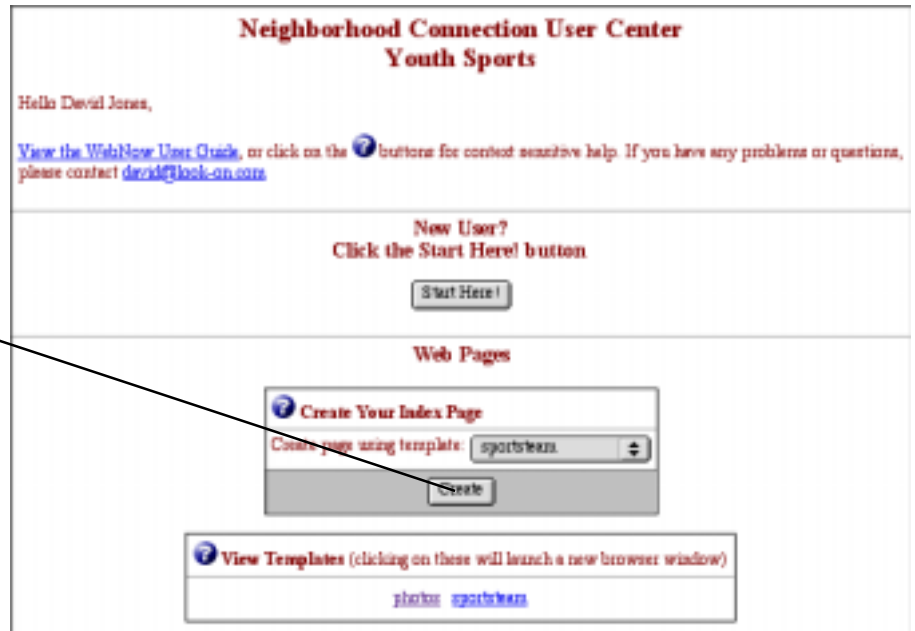 Neighborhood Connection User Center
Youth Sports
Hello David Jones,
View the WebNow User Guide, or click on the ? buttons for context sensitive help. If you have any problems or questions,
please contact david@look-on.com
New User?
Click the Start Here! button
Start Here!
Web Pages
? Create Your Index Page
Create page using template: sportsteam
Create
? View Templates (clicking on these will launch a new browser window)
photos sportsteam